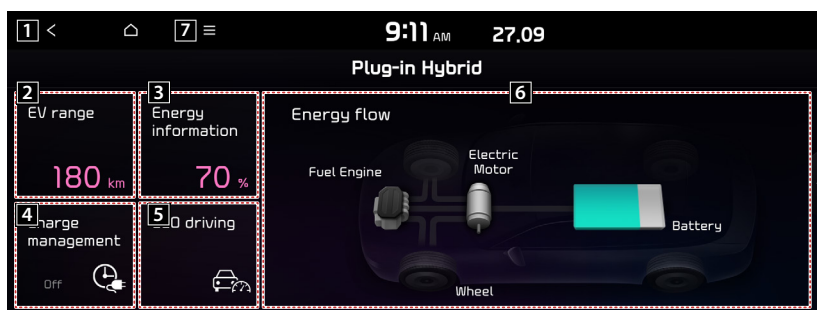 1 < 7 9:11 AM 27.09
Plug-in Hybrid
2 3 6
EV range
Energy
information
Energy flow
180 km
70 %
Fuel Engine
Electric
Motor
Battery
Wheel
4 5
management
driving
Off